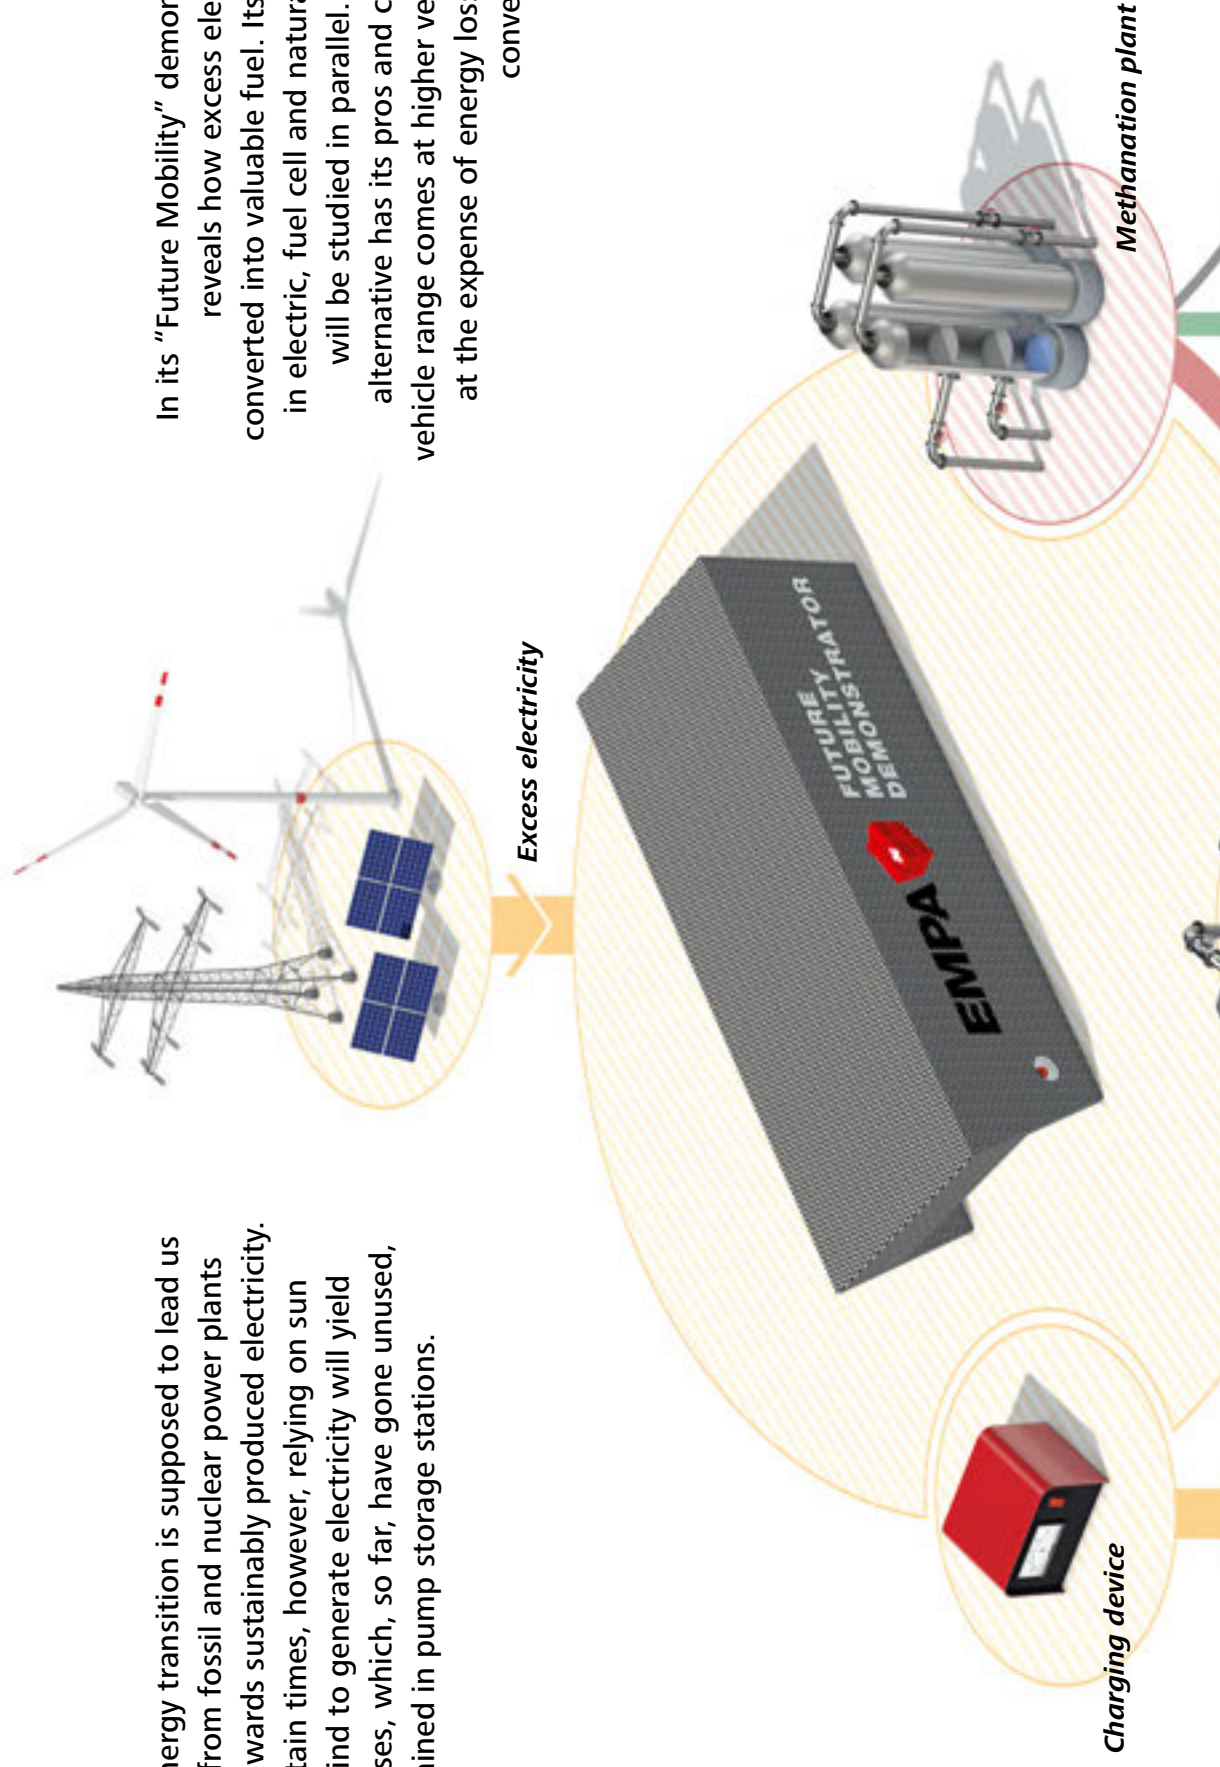 nergy transition is supposed to lead us
from fossil and nuclear power plants
wards sustainably produced electricity.
tain times, however, relying on sun
ind to generate electricity will yield
ses, which, so far, have gone unused,
ained in pump storage stations.
In its "Future Mobility" demon
reveals how excess ele
converted into valuable fuel. Its
in electric, fuel cell and natura
will be studied in parallel.
alternative has its pros and c
vehicle range comes at higher ve
at the expense of energy loss
conve
Excess electricity
EMPA
FUTURE
MOBILITY
DEMONSTRATOR
Charging device
Methanation plant